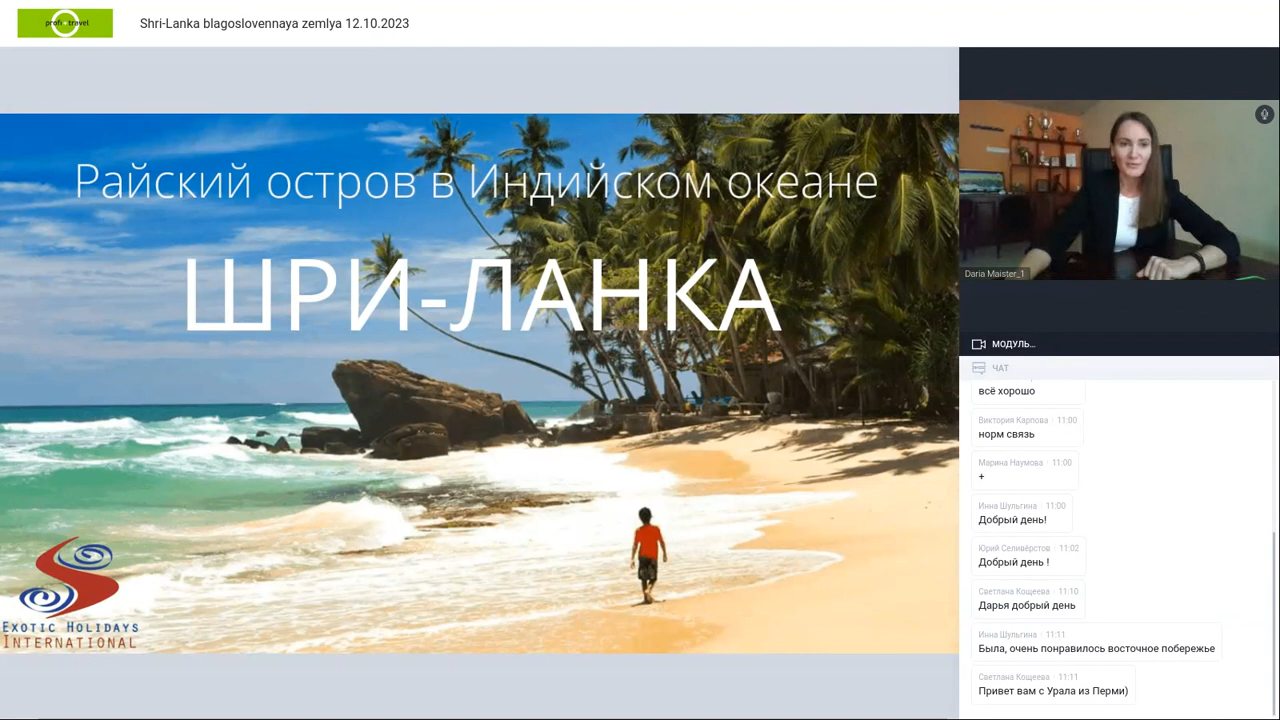 profi travel
Shri-Lanka blagoslovennaya zemlya 12.10.2023
Райский остров в Индийском океане
ШРИ-ЛАНКА
EXOTIC HOLIDAYS
INTERNATIONAL
Daria Maister_1
МОДУЛЬ...
ЧАТ
всё хорошо
Виктория Карпова 11:00
норм связь
Марина Наумова 11:00
+
Инна Шульгина 11:00
Добрый день!
Юрий Селивёрстов 11:02
Добрый день !
Светлана Кощеева 11:10
Дарья добрый день
Инна Шульгина 11:11
Была, очень понравилось восточное побережье
Светлана Кощеева 11:11
Привет вам с Урала из Перми)